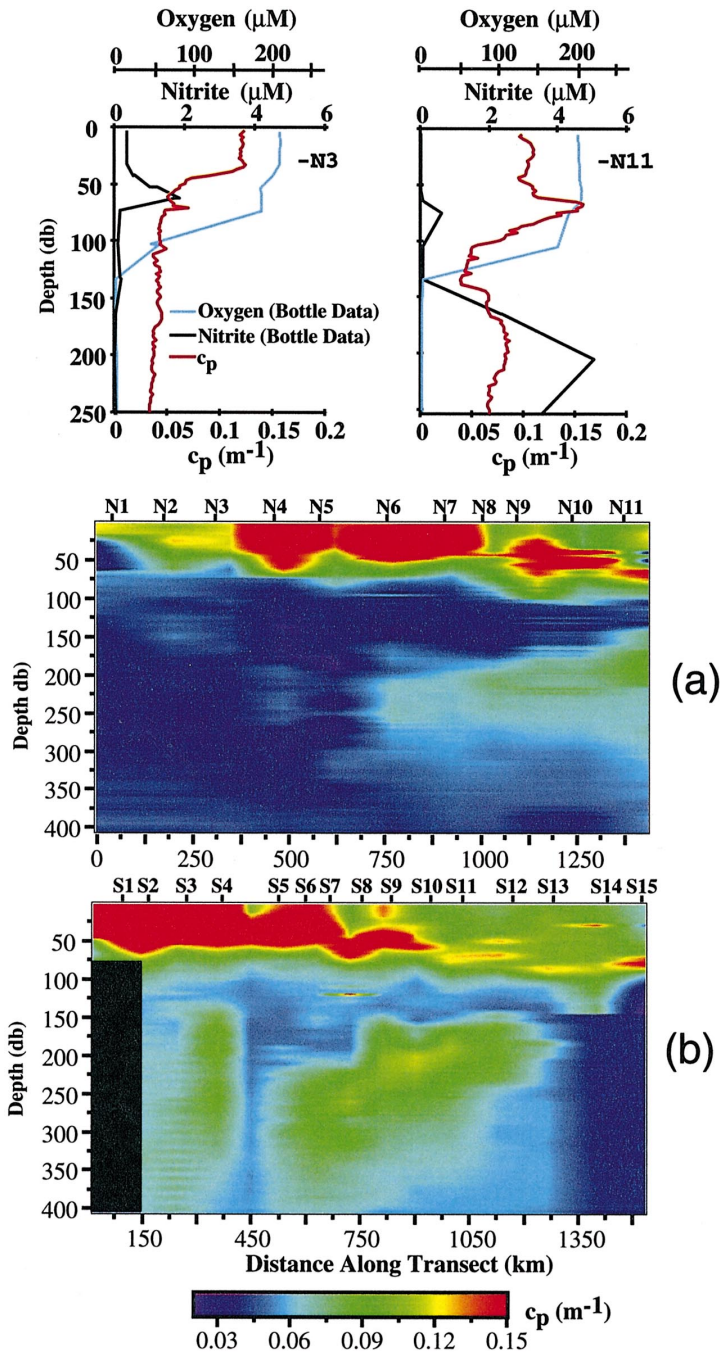 Oxygen (µM)
0 100 200
Nitrite (µM)
0 2 4 6
0
50
100
150
200
250
Depth (db)
-N3
Oxygen (Bottle Data)
Nitrite (Bottle Data)
cp
0 0.05 0.1 0.15 0.2
cp (m-1)
Oxygen (µM)
0 100 200
Nitrite (µM)
0 2 4 6
-N11
0 0.05 0.1 0.15 0.2
cp (m-1)
N1 N2 N3 N4 N5 N6 N7 N8 N9 N10 N11
50
100
150
200
250
300
350
400
Depth db)
(a)
0 250 500 750 1000 1250
S1 S2 S3 S4 S5 S6 S7 S8 S9 S10 S11 S12 S13 S14 S15
50
100
150
200
250
300
350
400
Depth (db)
(b)
150 450 750 1050 1350
Distance Along Transect (km)
cp (m-1)
0.03 0.06 0.09 0.12 0.15